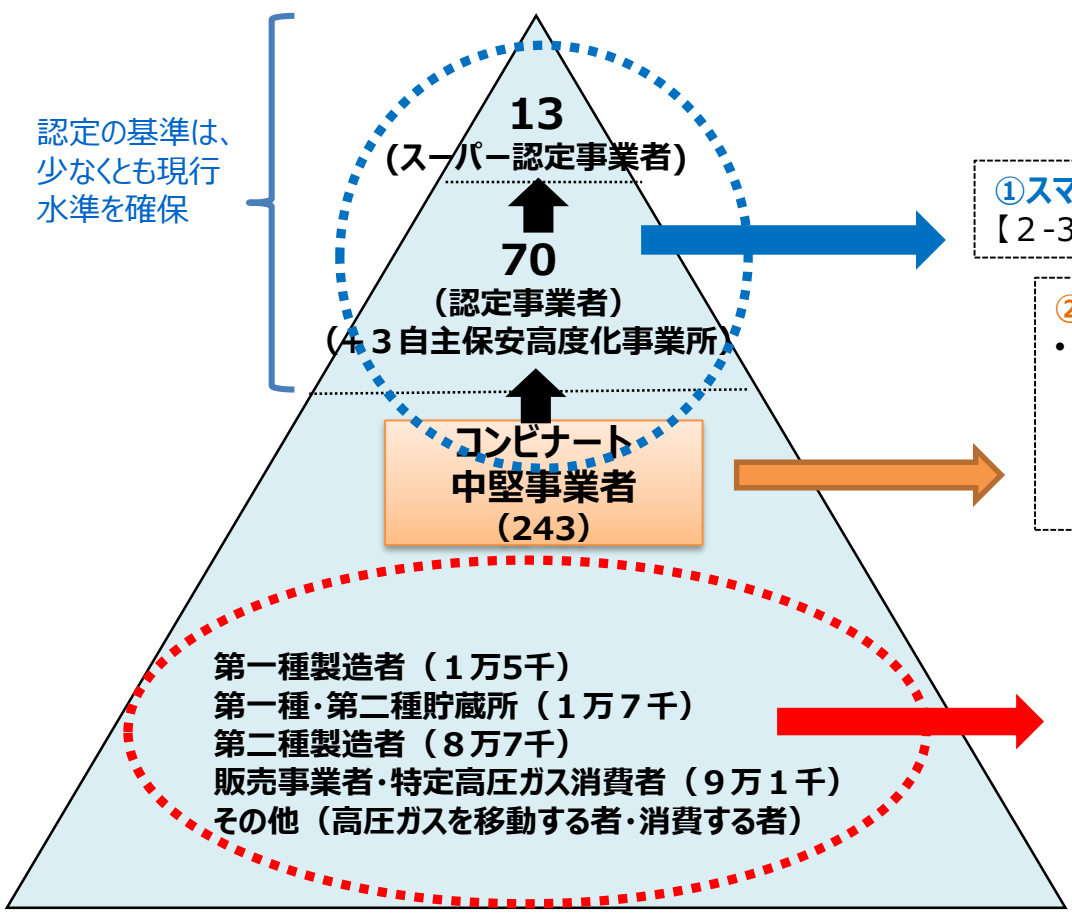 認定の基準は、
少なくとも現行
水準を確保
13
(スーパー認定事業者)
70
（認定事業者）
（+３自主保安高度化事業所）
コンビナート
中堅事業者
（243）
①スマ
【２-3
②
•
第一種製造者（１万5千）
第一種・第二種貯蔵所（１万７千）
第二種製造者（８万7千）
販売事業者・特定高圧ガス消費者（９万１千）
その他（高圧ガスを移動する者・消費する者）